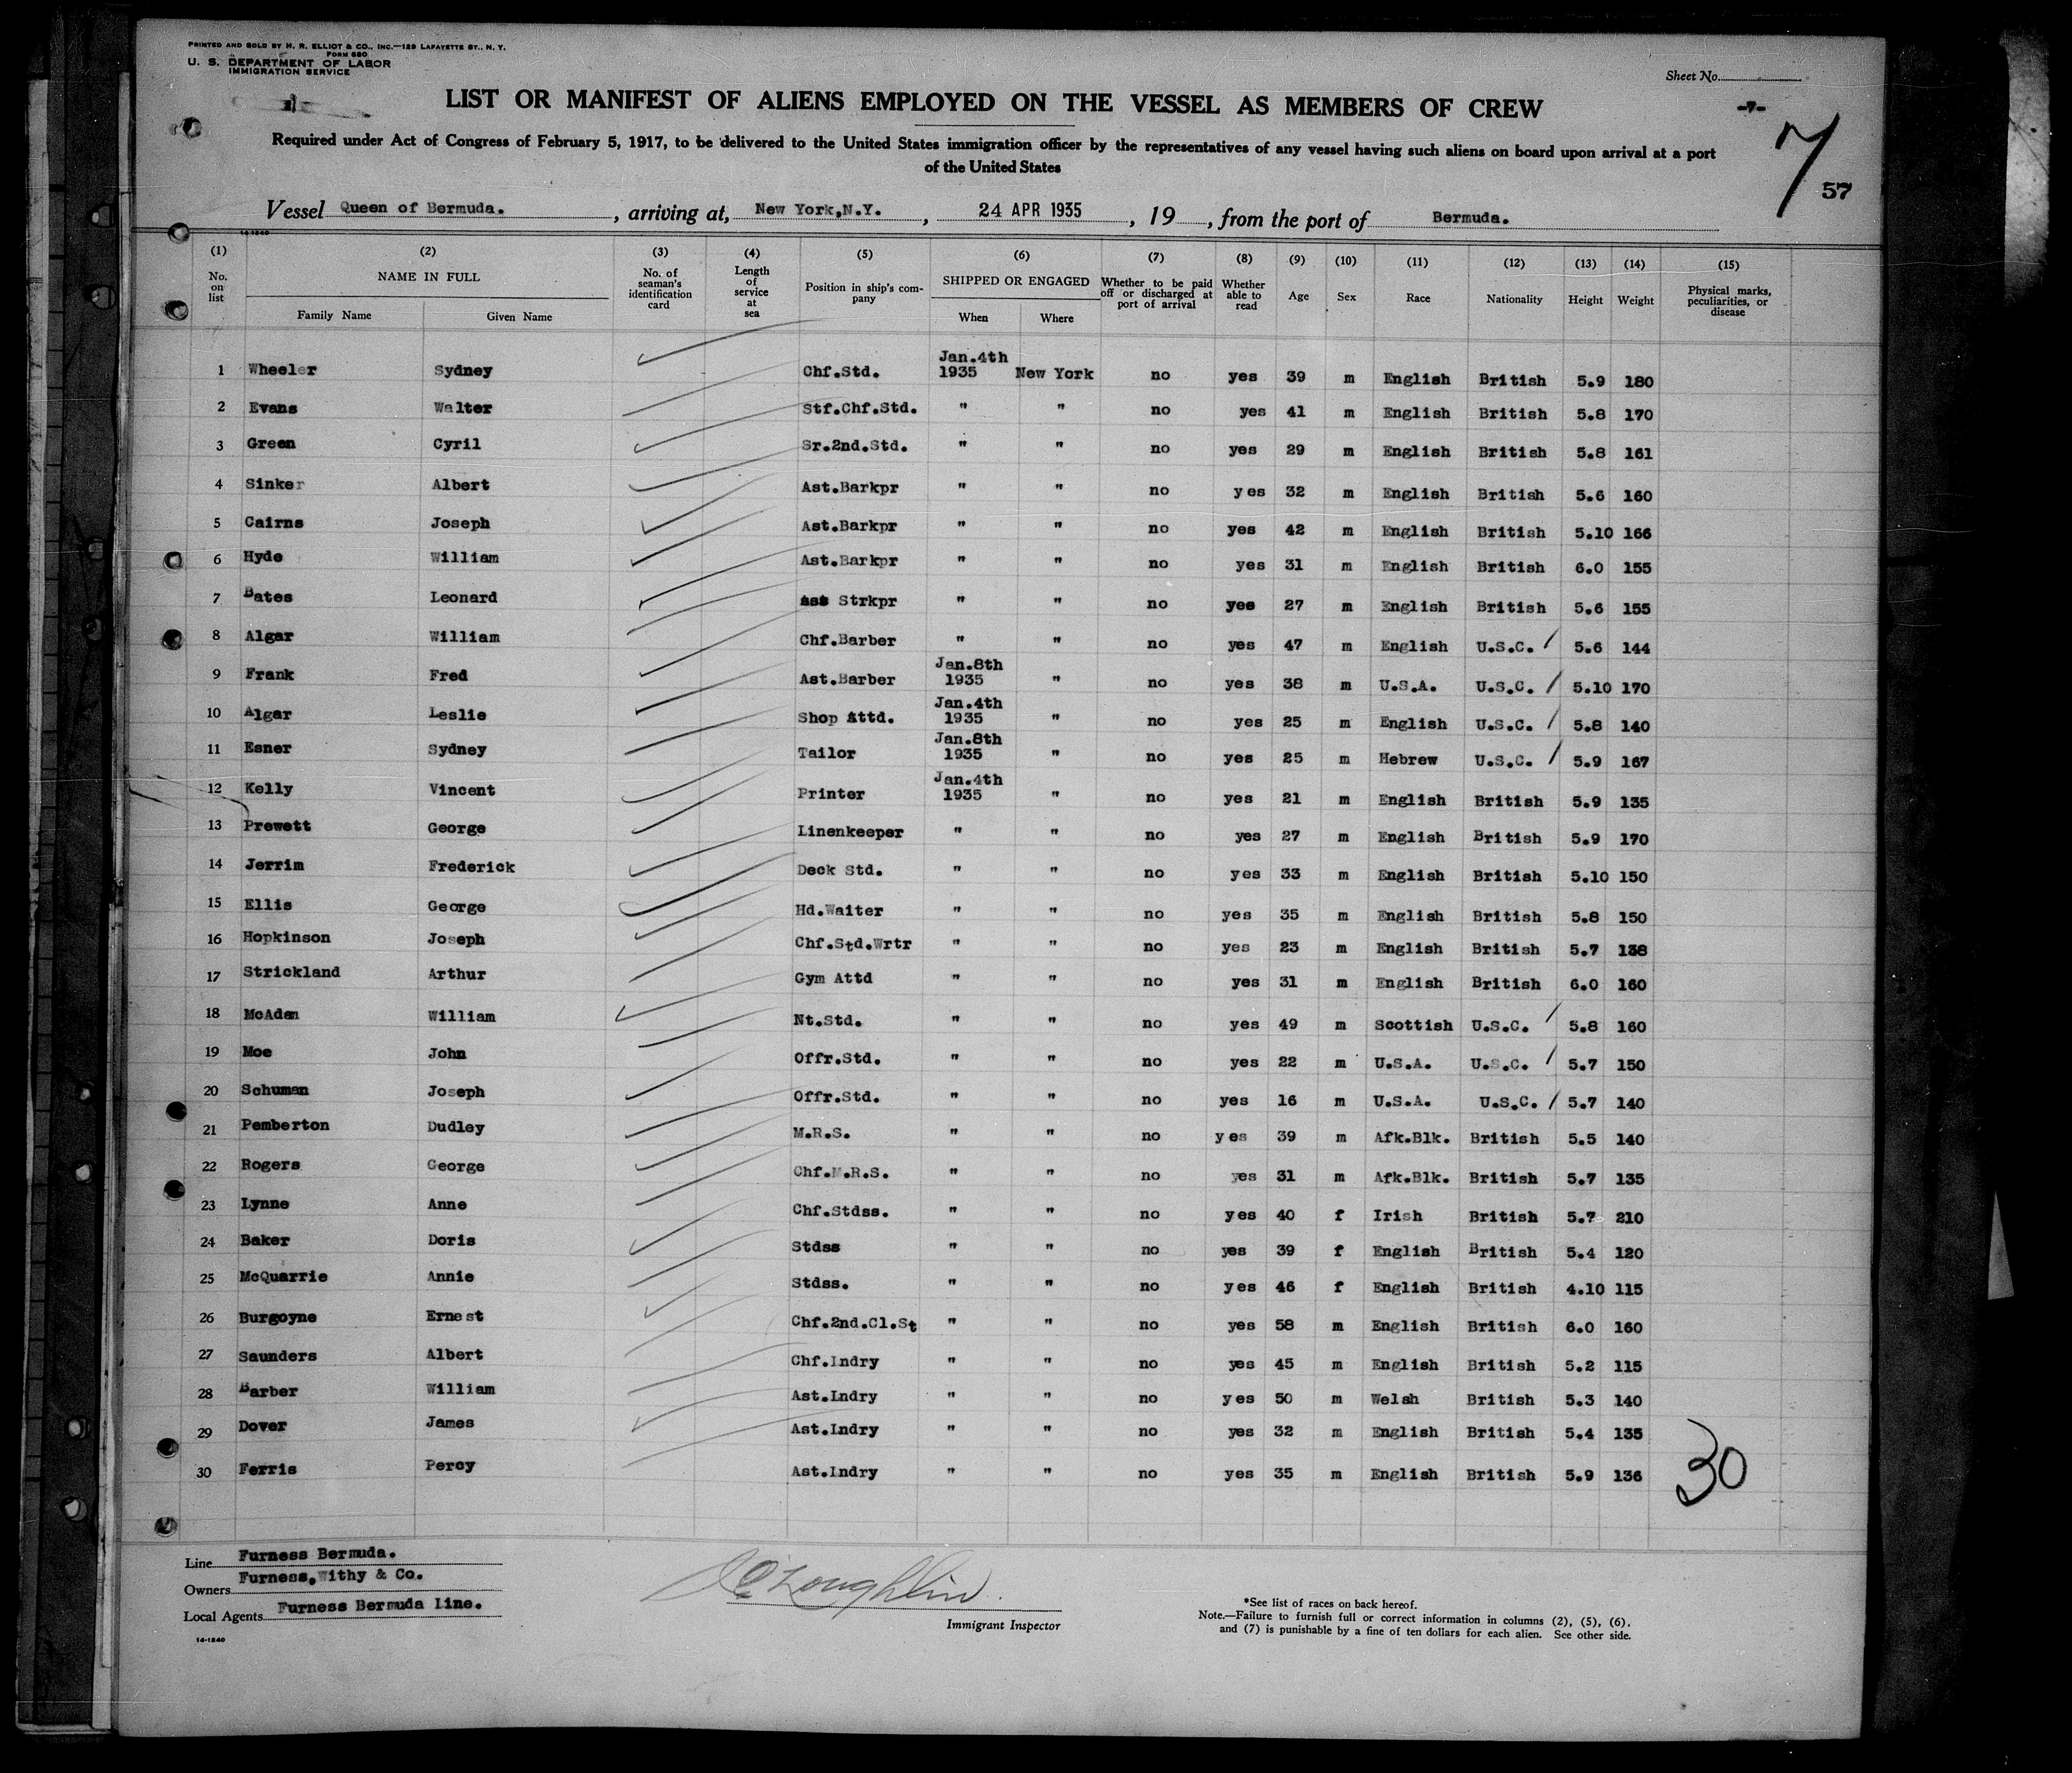 PRINTED AND SOLD BY H. R. ELLIOT & CO., INC.—129 LAFAYETTE ST., N. Y.
FORM 680
U. S. DEPARTMENT OF LABOR
IMMIGRATION SERVICE
Sheet No.
-7-
7
57
LIST OR MANIFEST OF ALIENS EMPLOYED ON THE VESSEL AS MEMBERS OF CREW
Required under Act of Congress of February 5, 1917, to be delivered to the United States immigration officer by the representatives of any vessel having such aliens on board upon arrival at a port
of the United States
Vessel Queen of Bermuda. , arriving at, New York,N.Y. , 24 APR 1935 , 19 , from the port of Bermuda.
14-1240
(1) (2) (3) (4) (5) (6) (7) (8) (9) (10) (11) (12) (13) (14) (15)
No. on list NAME IN FULL No. of seaman's identification card Length of service at sea Position in ship's company SHIPPED OR ENGAGED Whether to be paid off or discharged at port of arrival Whether able to read Age Sex Race Nationality Height Weight Physical marks, peculiarities, or disease
Family Name Given Name When Where
1 Wheeler Sydney Chf.Std. Jan.4th 1935 New York no yes 39 m English British 5.9 180
2 Evans Walter Stf.Chf.Std. " " no yes 41 m English British 5.8 170
3 Green Cyril Sr.2nd.Std. " " no yes 29 m English British 5.8 161
4 Sinker Albert Ast.Barkpr " " no yes 32 m English British 5.6 160
5 Cairns Joseph Ast.Barkpr " " no yes 42 m English British 5.10 166
6 Hyde William Ast.Barkpr " " no yes 31 m English British 6.0 155
7 Bates Leonard Ast Strkpr " " no yes 27 m English British 5.6 155
8 Algar William Chf.Barber " " no yes 47 m English U.S.C. 5.6 144
9 Frank Fred Ast.Barber Jan.8th 1935 " no yes 38 m U.S.A. U.S.C. 5.10 170
10 Algar Leslie Shop Attd. Jan.4th 1935 " no yes 25 m English U.S.C. 5.8 140
11 Esner Sydney Tailor Jan.8th 1935 " no yes 25 m Hebrew U.S.C. 5.9 167
12 Kelly Vincent Printer Jan.4th 1935 " no yes 21 m English British 5.9 135
13 Prewett George Linenkeeper " " no yes 27 m English British 5.9 170
14 Jerrim Frederick Deck Std. " " no yes 33 m English British 5.10 150
15 Ellis George Hd.Waiter " " no yes 35 m English British 5.8 150
16 Hopkinson Joseph Chf.Std.Wrtr " " no yes 23 m English British 5.7 138
17 Strickland Arthur Gym Attd " " no yes 31 m English British 6.0 160
18 McAdam William Nt.Std. " " no yes 49 m Scottish U.S.C. 5.8 160
19 Moe John Offr.Std. " " no yes 22 m U.S.A. U.S.C. 5.7 150
20 Schuman Joseph Offr.Std. " " no yes 16 m U.S.A. U.S.C. 5.7 140
21 Pemberton Dudley M.R.S. " " no yes 39 m Afk.Blk. British 5.5 140
22 Rogers George Chf.M.R.S. " " no yes 31 m Afk.Blk. British 5.7 135
23 Lynne Anne Chf.Stdss. " " no yes 40 f Irish British 5.7 210
24 Baker Doris Stdss " " no yes 39 f English British 5.4 120
25 McQuarrie Annie Stdss. " " no yes 46 f English British 4.10 115
26 Burgoyne Ernest Chf.2nd.Cl.St " " no yes 58 m English British 6.0 160
27 Saunders Albert Chf.lndry " " no yes 45 m English British 5.2 115
28 Barber William Ast.lndry " " no yes 50 m Welsh British 5.3 140
29 Dover James Ast.lndry " " no yes 32 m English British 5.4 135
30 Ferris Percy Ast.lndry " " no yes 35 m English British 5.9 136
30
Line Furness Bermuda.
Owners Furness,Withy & Co.
Local Agents Furness Bermuda line.
14-1240
Immigrant Inspector
*See list of races on back hereof.
Note.—Failure to furnish full or correct information in columns (2), (5), (6),
and (7) is punishable by a fine of ten dollars for each alien. See other side.